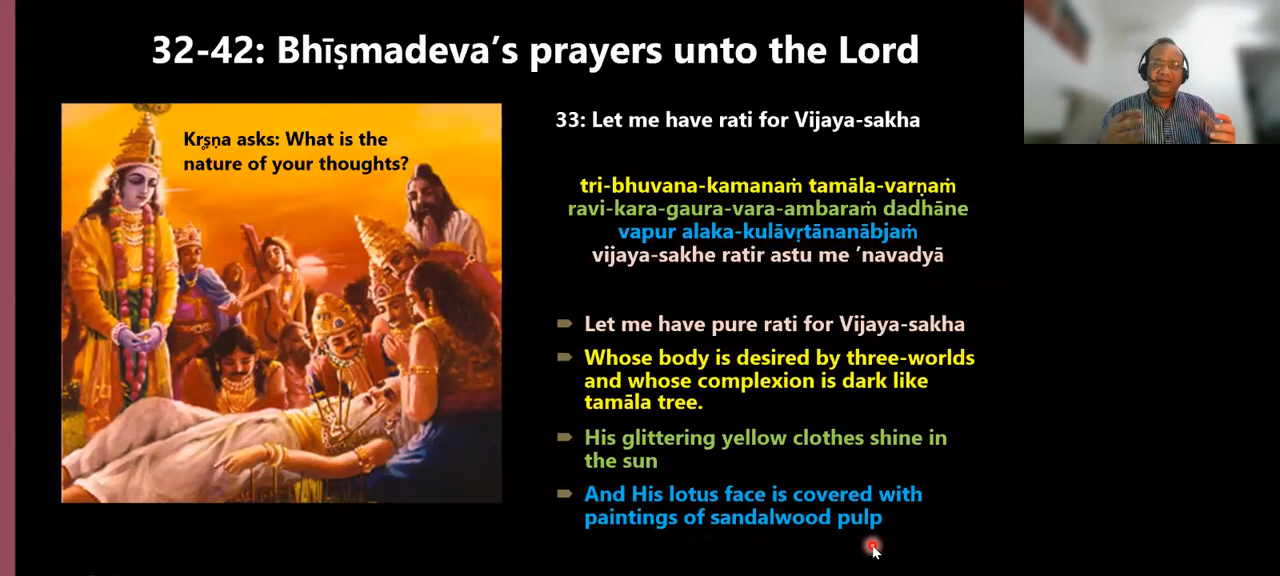 32-42: Bhīṣmadeva’s prayers unto the Lord
Kṛṣṇa asks: What is the
nature of your thoughts?
33: Let me have rati for Vijaya-sakha
tri-bhuvana-kamanaṁ tamāla-varṇaṁ
ravi-kara-gaura-vara-ambaraṁ dadhāne
vapur alaka-kulāvṛtānanābjaṁ
vijaya-sakhe ratir astu me ’navadyā
Let me have pure rati for Vijaya-sakha
Whose body is desired by three-worlds
and whose complexion is dark like
tamāla tree.
His glittering yellow clothes shine in
the sun
And His lotus face is covered with
paintings of sandalwood pulp